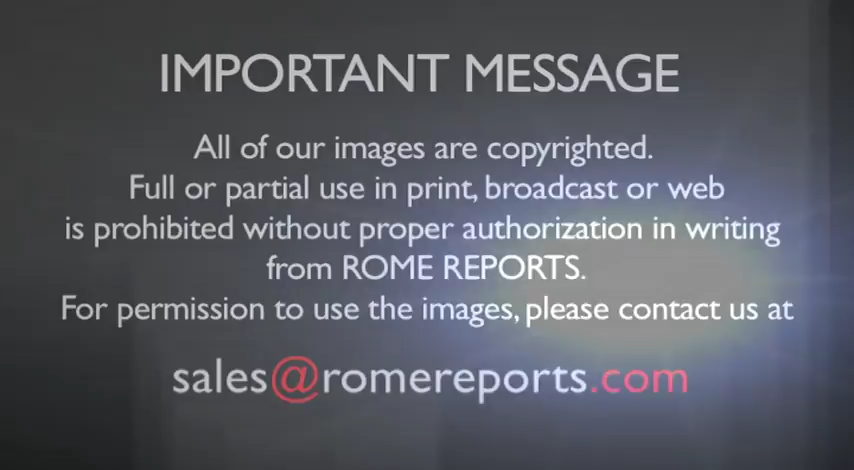 IMPORTANT MESSAGE
All of our images are copyrighted.
Full or partial use in print, broadcast or web
is prohibited without proper authorization in writing
from ROME REPORTS.
For permission to use the images, please contact us at
sales@romereports.com